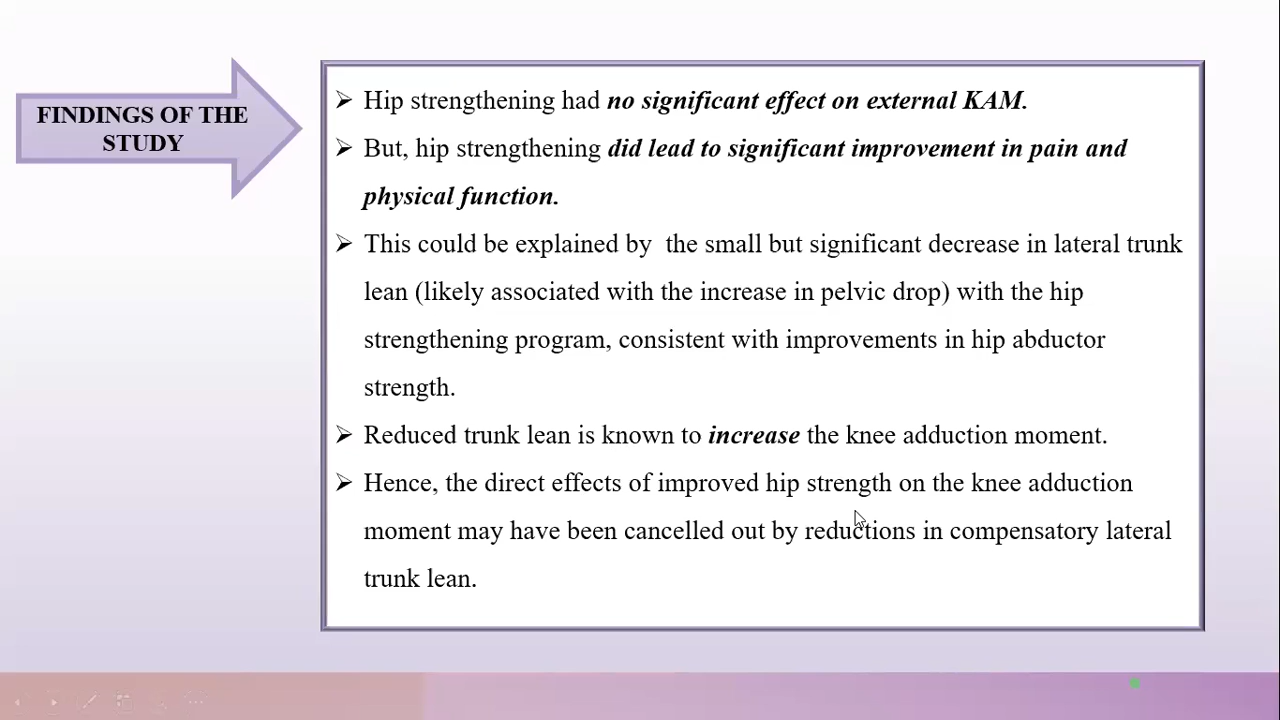 FINDINGS OF THE
STUDY
Hip strengthening had no significant effect on external KAM.
But, hip strengthening did lead to significant improvement in pain and
physical function.
This could be explained by  the small but significant decrease in lateral trunk
lean (likely associated with the increase in pelvic drop) with the hip
strengthening program, consistent with improvements in hip abductor
strength.
Reduced trunk lean is known to increase the knee adduction moment.
Hence, the direct effects of improved hip strength on the knee adduction
moment may have been cancelled out by reductions in compensatory lateral
trunk lean.